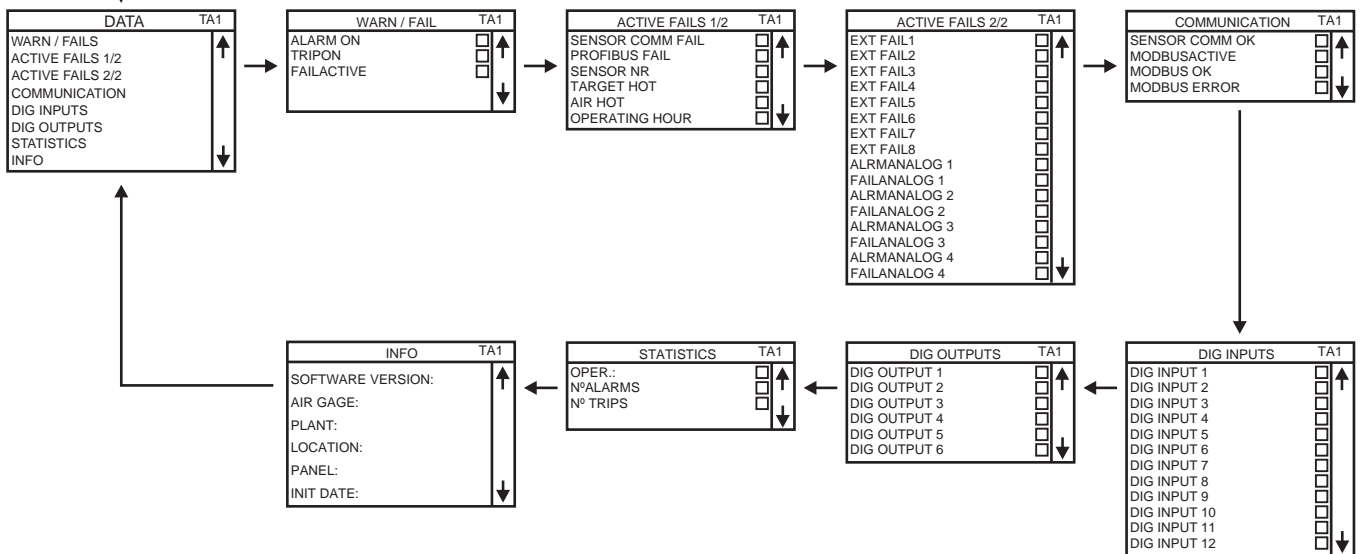 DATA TA1
WARN / FAILS
ACTIVE FAILS 1/2
ACTIVE FAILS 2/2
COMMUNICATION
DIG INPUTS
DIG OUTPUTS
STATISTICS
INFO
WARN / FAIL TA1
ALARM ON
TRIPON
FAILACTIVE
ACTIVE FAILS 1/2 TA1
SENSOR COMM FAIL
PROFIBUS FAIL
SENSOR NR
TARGET HOT
AIR HOT
OPERATING HOUR
ACTIVE FAILS 2/2 TA1
EXT FAIL1
EXT FAIL2
EXT FAIL3
EXT FAIL4
EXT FAIL5
EXT FAIL6
EXT FAIL7
EXT FAIL8
ALRMANALOG 1
FAILANALOG 1
ALRMANALOG 2
FAILANALOG 2
ALRMANALOG 3
FAILANALOG 3
ALRMANALOG 4
FAILANALOG 4
COMMUNICATION TA1
SENSOR COMM OK
MODBUSACTIVE
MODBUS OK
MODBUS ERROR
INFO TA1
SOFTWARE VERSION:
AIR GAGE:
PLANT:
LOCATION:
PANEL:
INIT DATE:
STATISTICS TA1
OPER.:
NºALARMS
Nº TRIPS
DIG OUTPUTS TA1
DIG OUTPUT 1
DIG OUTPUT 2
DIG OUTPUT 3
DIG OUTPUT 4
DIG OUTPUT 5
DIG OUTPUT 6
DIG INPUTS TA1
DIG INPUT 1
DIG INPUT 2
DIG INPUT 3
DIG INPUT 4
DIG INPUT 5
DIG INPUT 6
DIG INPUT 7
DIG INPUT 8
DIG INPUT 9
DIG INPUT 10
DIG INPUT 11
DIG INPUT 12